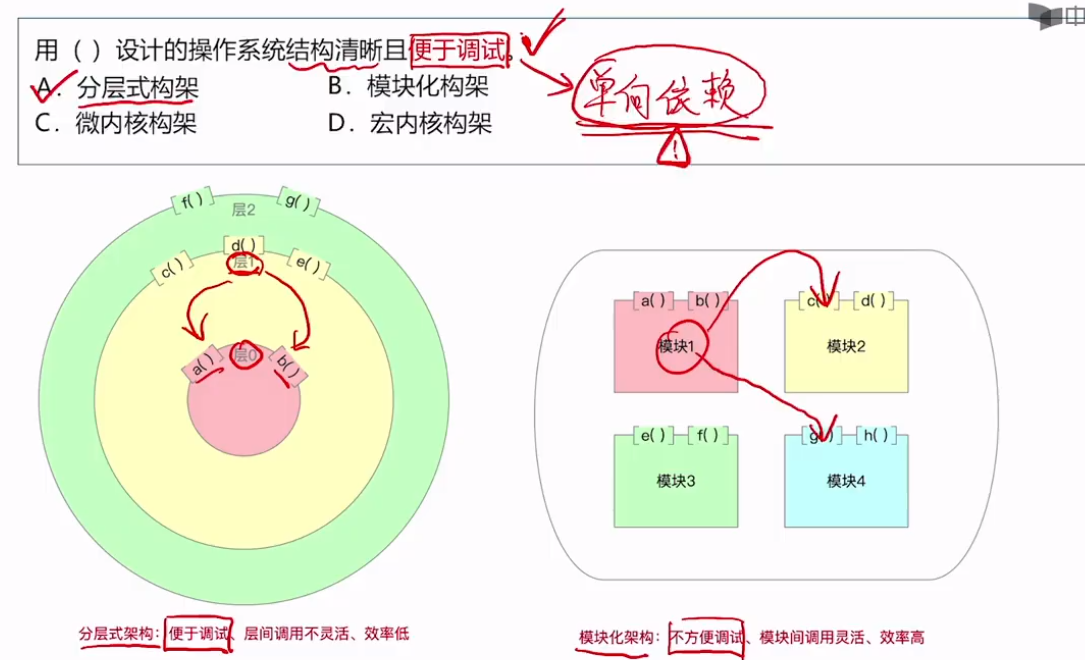 中
用（ ）设计的操作系统结构清晰且便于调试。
单向依赖
A．分层式构架
B．模块化构架
C．微内核构架
D．宏内核构架
!
f( )
g( )
层2
d( )
c( )
层1
e( )
a( )
层0
b( )
a( )
b( )
c( )
d( )
模块1
模块2
e( )
f( )
g( )
h( )
模块3
模块4
分层式架构：便于调试、层间调用不灵活、效率低
模块化架构：不方便调试、模块间调用灵活、效率高